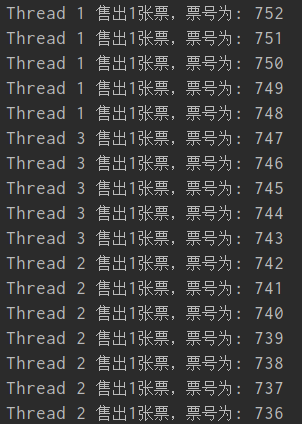 Thread 1 售出1张票，票号为: 752
Thread 1 售出1张票，票号为: 751
Thread 1 售出1张票，票号为: 750
Thread 1 售出1张票，票号为: 749
Thread 1 售出1张票，票号为: 748
Thread 3 售出1张票，票号为: 747
Thread 3 售出1张票，票号为: 746
Thread 3 售出1张票，票号为: 745
Thread 3 售出1张票，票号为: 744
Thread 3 售出1张票，票号为: 743
Thread 2 售出1张票，票号为: 742
Thread 2 售出1张票，票号为: 741
Thread 2 售出1张票，票号为: 740
Thread 2 售出1张票，票号为: 739
Thread 2 售出1张票，票号为: 738
Thread 2 售出1张票，票号为: 737
Thread 2 售出1张票，票号为: 736